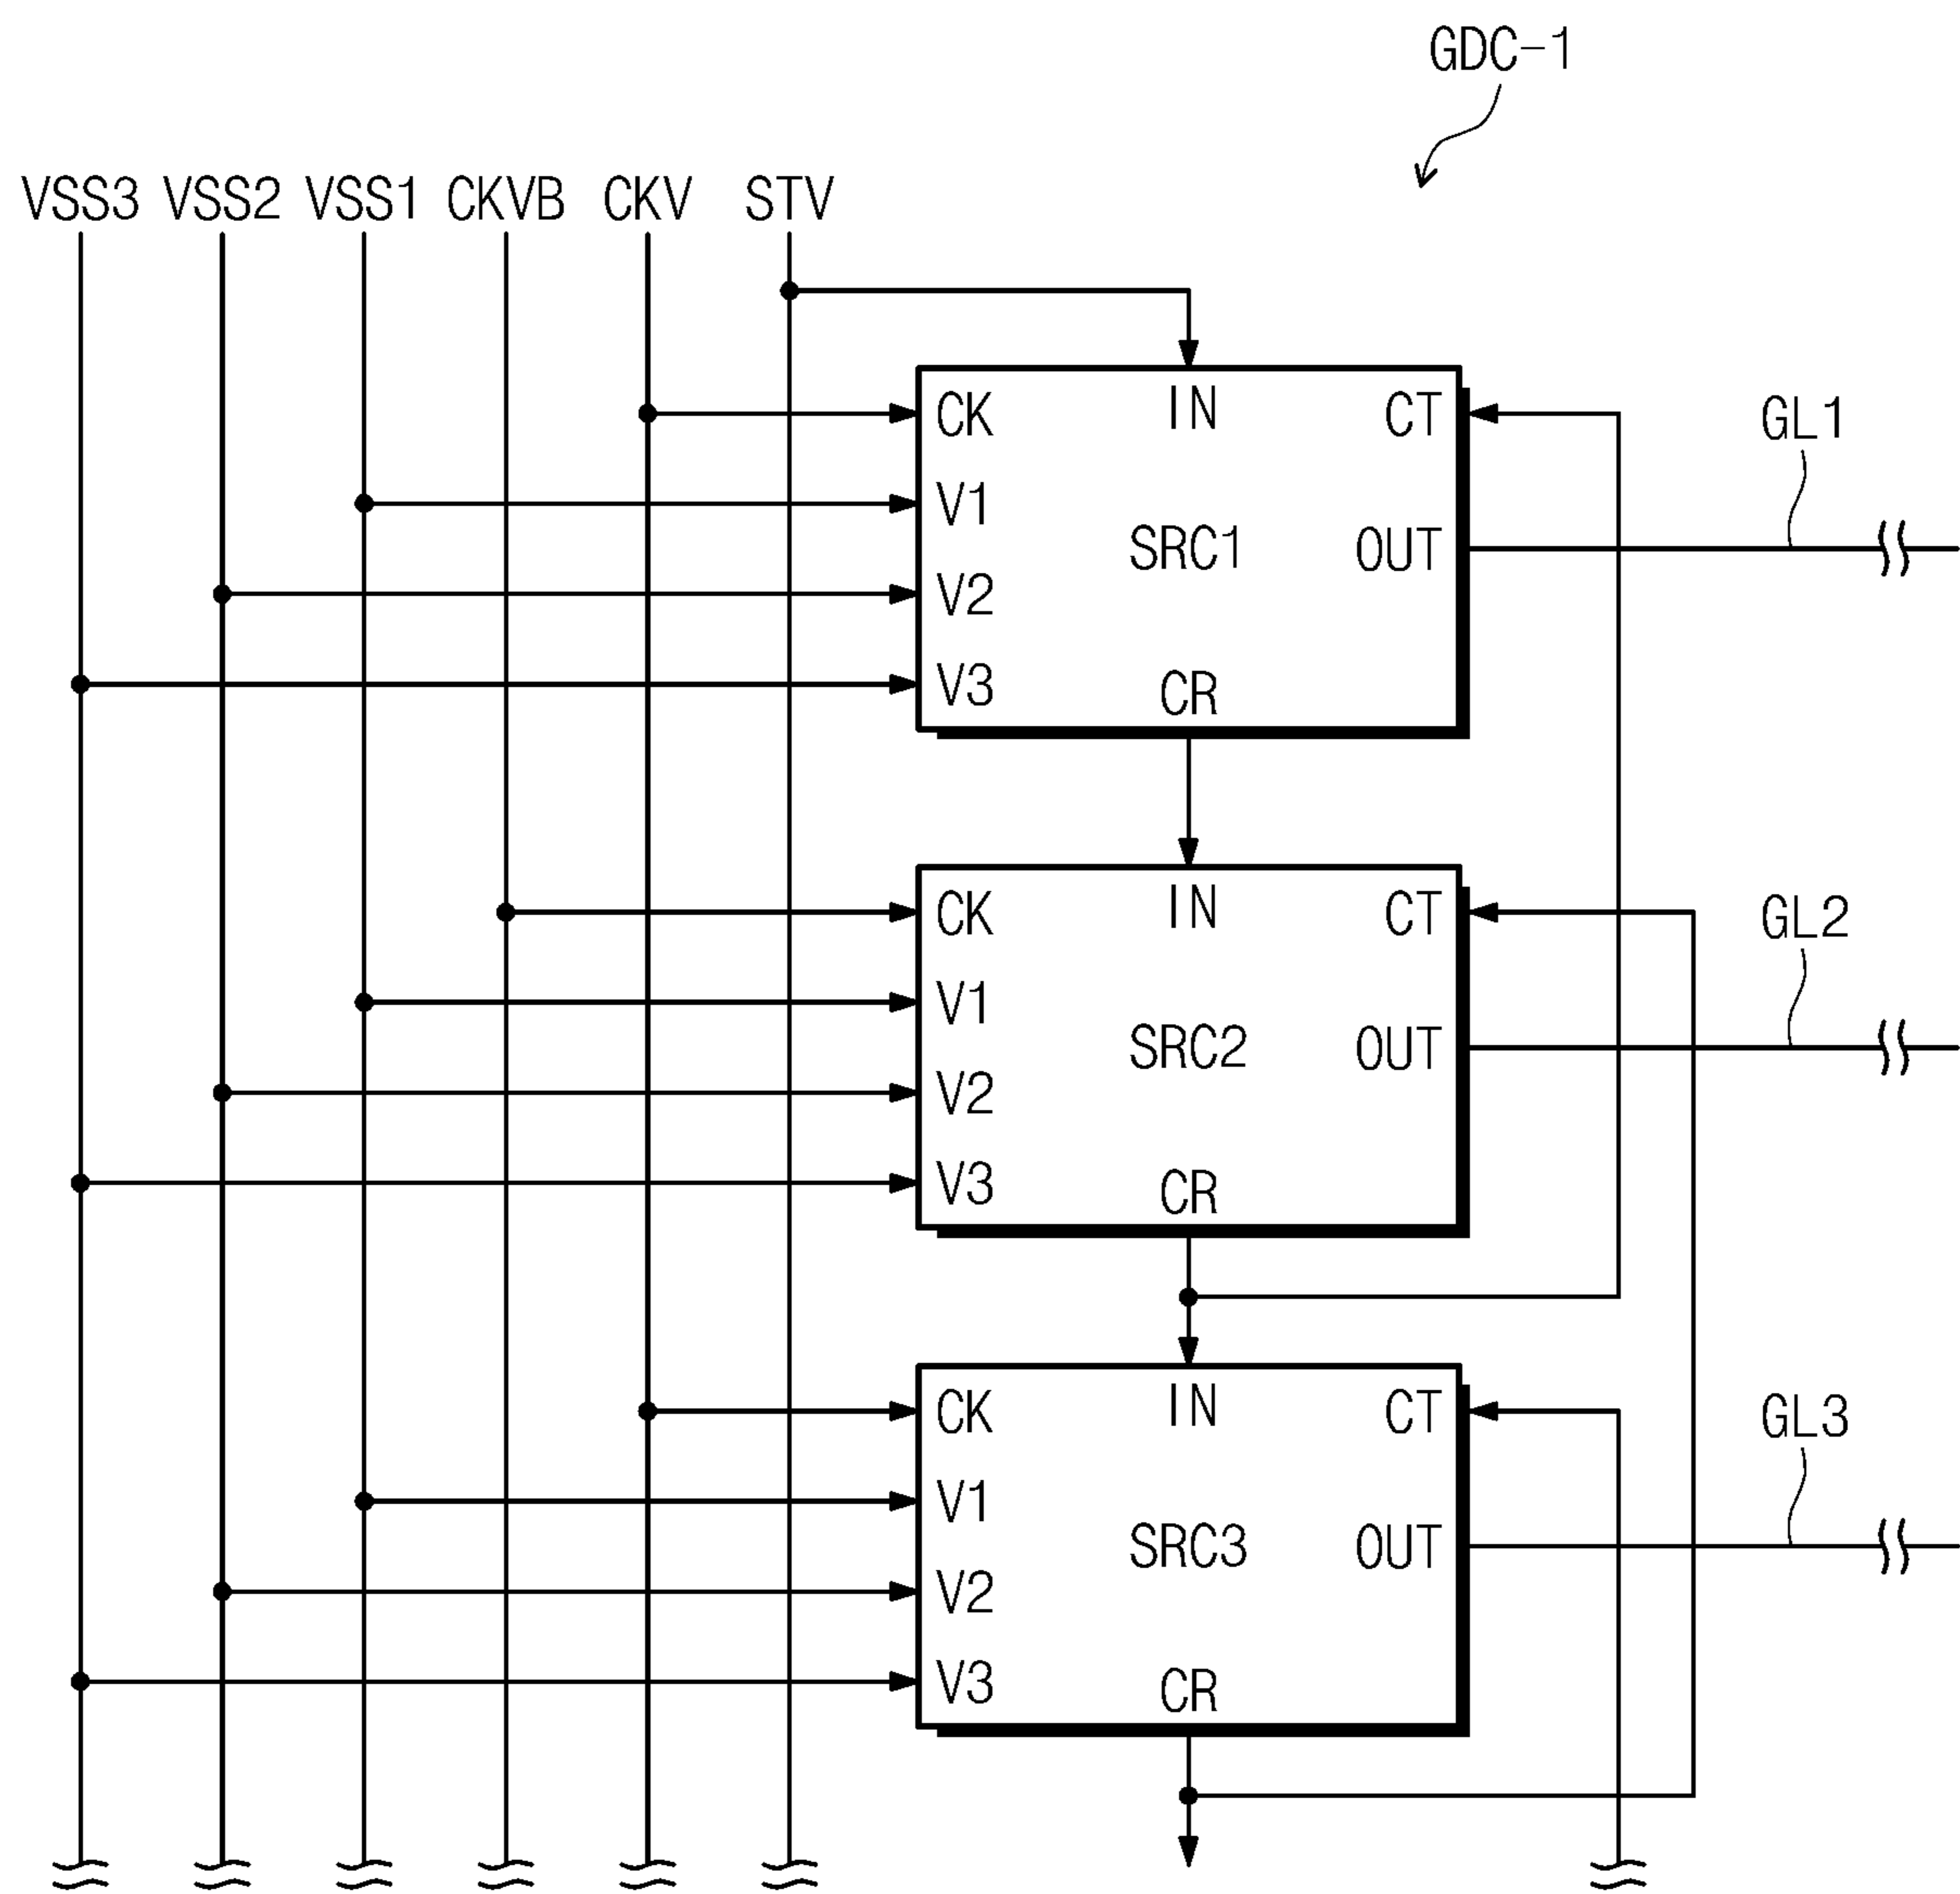 GDC-1
VSS3 VSS2 VSS1 CKVB CKV STV
CK IN CT
V1
SRC1 OUT
V2
V3
CR
GL1
CK IN CT
V1
SRC2 OUT
V2
V3
CR
GL2
CK IN CT
V1
SRC3 OUT
V2
V3
CR
GL3